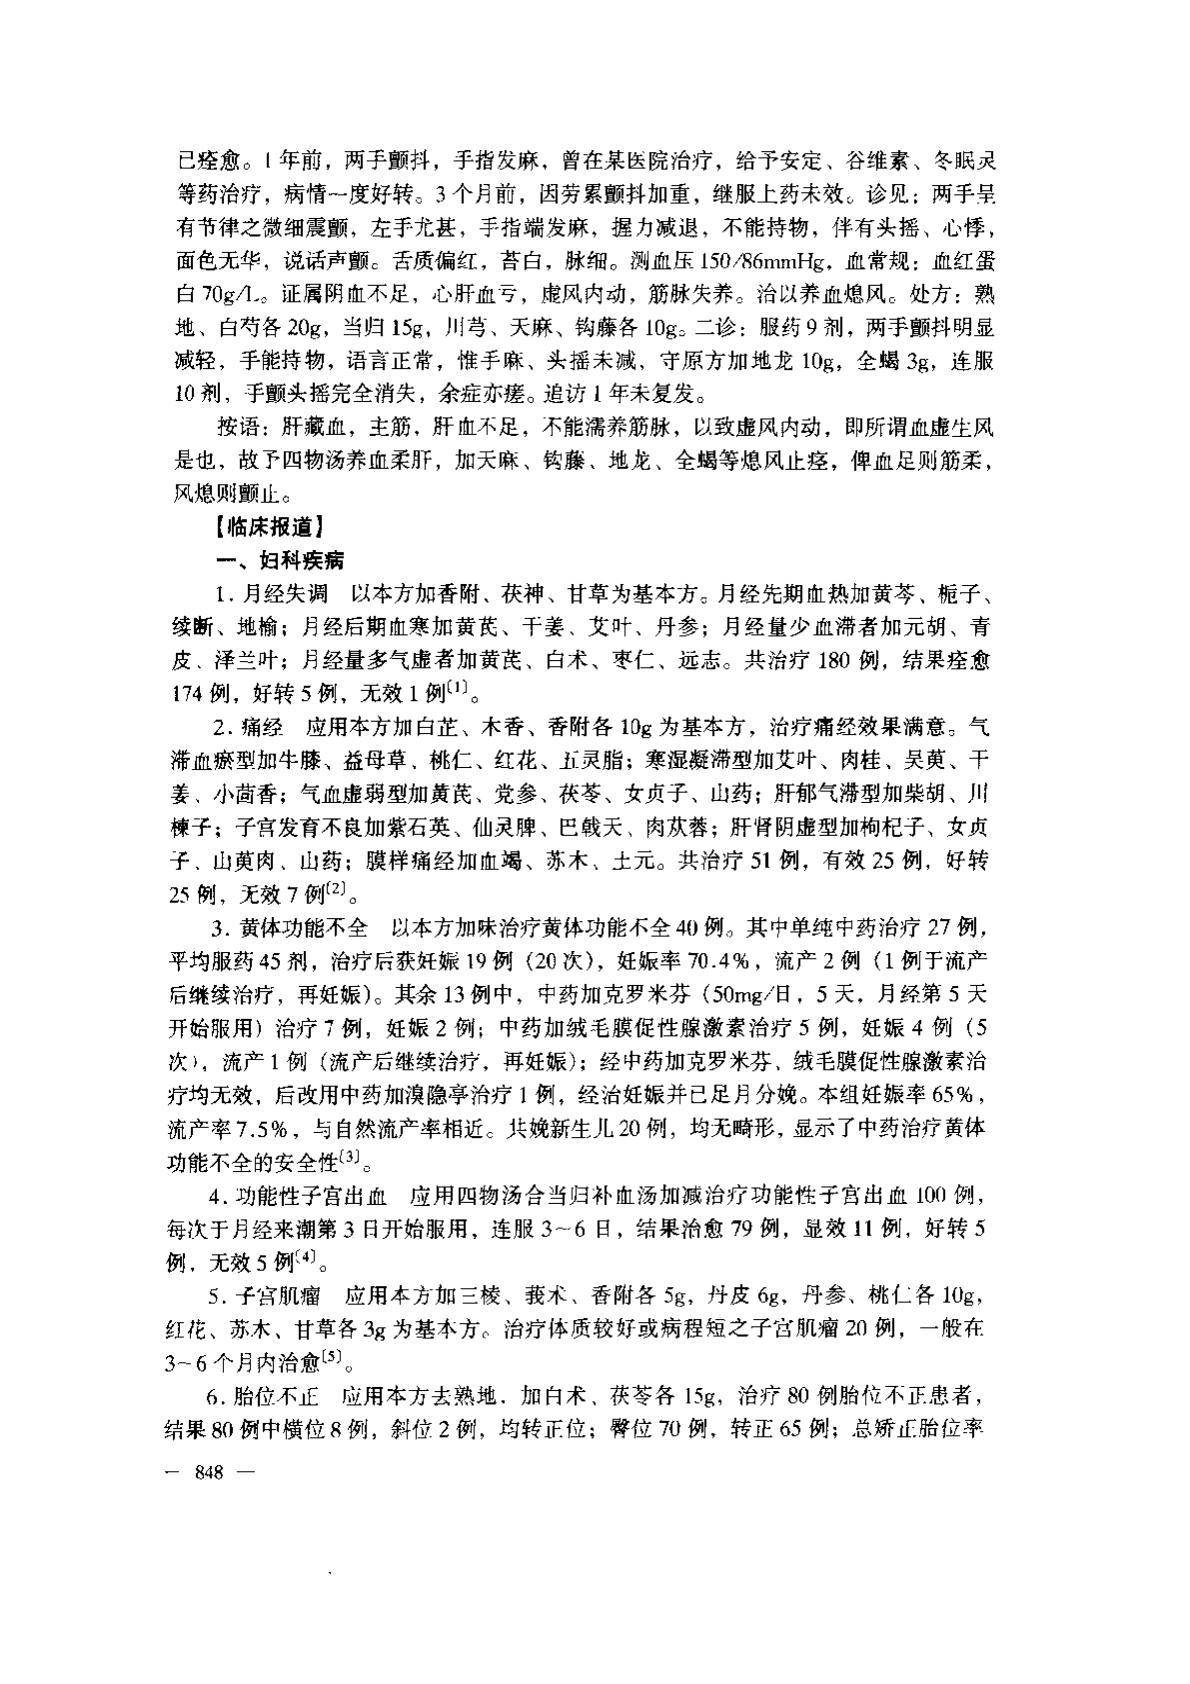 已痊愈。1年前，两手颤抖，手指发麻，曾在某医院治疗，给予安定、谷维素、冬眠灵
等药治疗，病情一度好转。3个月前，因劳累颤抖加重，继服上药未效。诊见：两手呈
有节律之微细震颤，左手尤甚，手指端发麻，握力减退，不能持物，伴有头摇、心悸，
面色无华，说话声颤。舌质偏红，苔白，脉细。测血压150/86mmHg，血常规：血红蛋
白70g/L。证属阴血不足，心肝血亏，虚风内动，筋脉失养。治以养血熄风。处方：熟
地、白芍各20g，当归15g，川芎、天麻、钩藤各10g。二诊：服药9剂，两手颤抖明显
减轻，手能持物，语言正常，惟手麻、头摇未减，守原方加地龙10g，全蝎3g，连服
10剂，手颤头摇完全消失，余症亦瘥。追访1年未复发。
按语：肝藏血，主筋，肝血不足，不能濡养筋脉，以致虚风内动，即所谓血虚生风
是也，故予四物汤养血柔肝，加天麻、钩藤、地龙、全蝎等熄风止痉，俾血足则筋柔，
风熄则颤止。
【临床报道】
一、妇科疾病
1. 月经失调 以本方加香附、茯神、甘草为基本方。月经先期血热加黄芩、栀子、
续断、地榆；月经后期血寒加黄芪、干姜、艾叶、丹参；月经量少血滞者加元胡、青
皮、泽兰叶；月经量多气虚者加黄芪、白术、枣仁、远志。共治疗180例，结果痊愈
174例，好转5例，无效1例〔1〕。
2. 痛经 应用本方加白芷、木香、香附各10g为基本方，治疗痛经效果满意。气
滞血瘀型加牛膝、益母草、桃仁、红花、五灵脂；寒湿凝滞型加艾叶、肉桂、吴萸、干
姜、小茴香；气血虚弱型加黄芪、党参、茯苓、女贞子、山药；肝郁气滞型加柴胡、川
楝子；子宫发育不良加紫石英、仙灵脾、巴戟天、肉苁蓉；肝肾阴虚型加枸杞子、女贞
子、山萸肉、山药；膜样痛经加血竭、苏木、土元。共治疗51例，有效25例，好转
25例，无效7例〔2〕。
3. 黄体功能不全 以本方加味治疗黄体功能不全40例。其中单纯中药治疗27例，
平均服药45剂，治疗后获妊娠19例（20次），妊娠率70.4%，流产2例（1例于流产
后继续治疗，再妊娠）。其余13例中，中药加克罗米芬（50mg/日，5天，月经第5天
开始服用）治疗7例，妊娠2例；中药加绒毛膜促性腺激素治疗5例，妊娠4例（5
次），流产1例（流产后继续治疗，再妊娠）；经中药加克罗米芬、绒毛膜促性腺激素治
疗均无效，后改用中药加溴隐亭治疗1例，经治妊娠并已足月分娩。本组妊娠率65%，
流产率7.5%，与自然流产率相近。共娩新生儿20例，均无畸形，显示了中药治疗黄体
功能不全的安全性〔3〕。
4. 功能性子宫出血 应用四物汤合当归补血汤加减治疗功能性子宫出血100例，
每次于月经来潮第3日开始服用，连服3～6日，结果治愈79例，显效11例，好转5
例，无效5例〔4〕。
5. 子宫肌瘤 应用本方加三棱、莪术、香附各5g，丹皮6g，丹参、桃仁各10g，
红花、苏木、甘草各3g为基本方。治疗体质较好或病程短之子宫肌瘤20例，一般在
3～6个月内治愈〔5〕。
6. 胎位不正 应用本方去熟地，加白术、茯苓各15g，治疗80例胎位不正患者，
结果80例中横位8例，斜位2例，均转正位；臀位70例，转正65例；总矫正胎位率
— 848 —